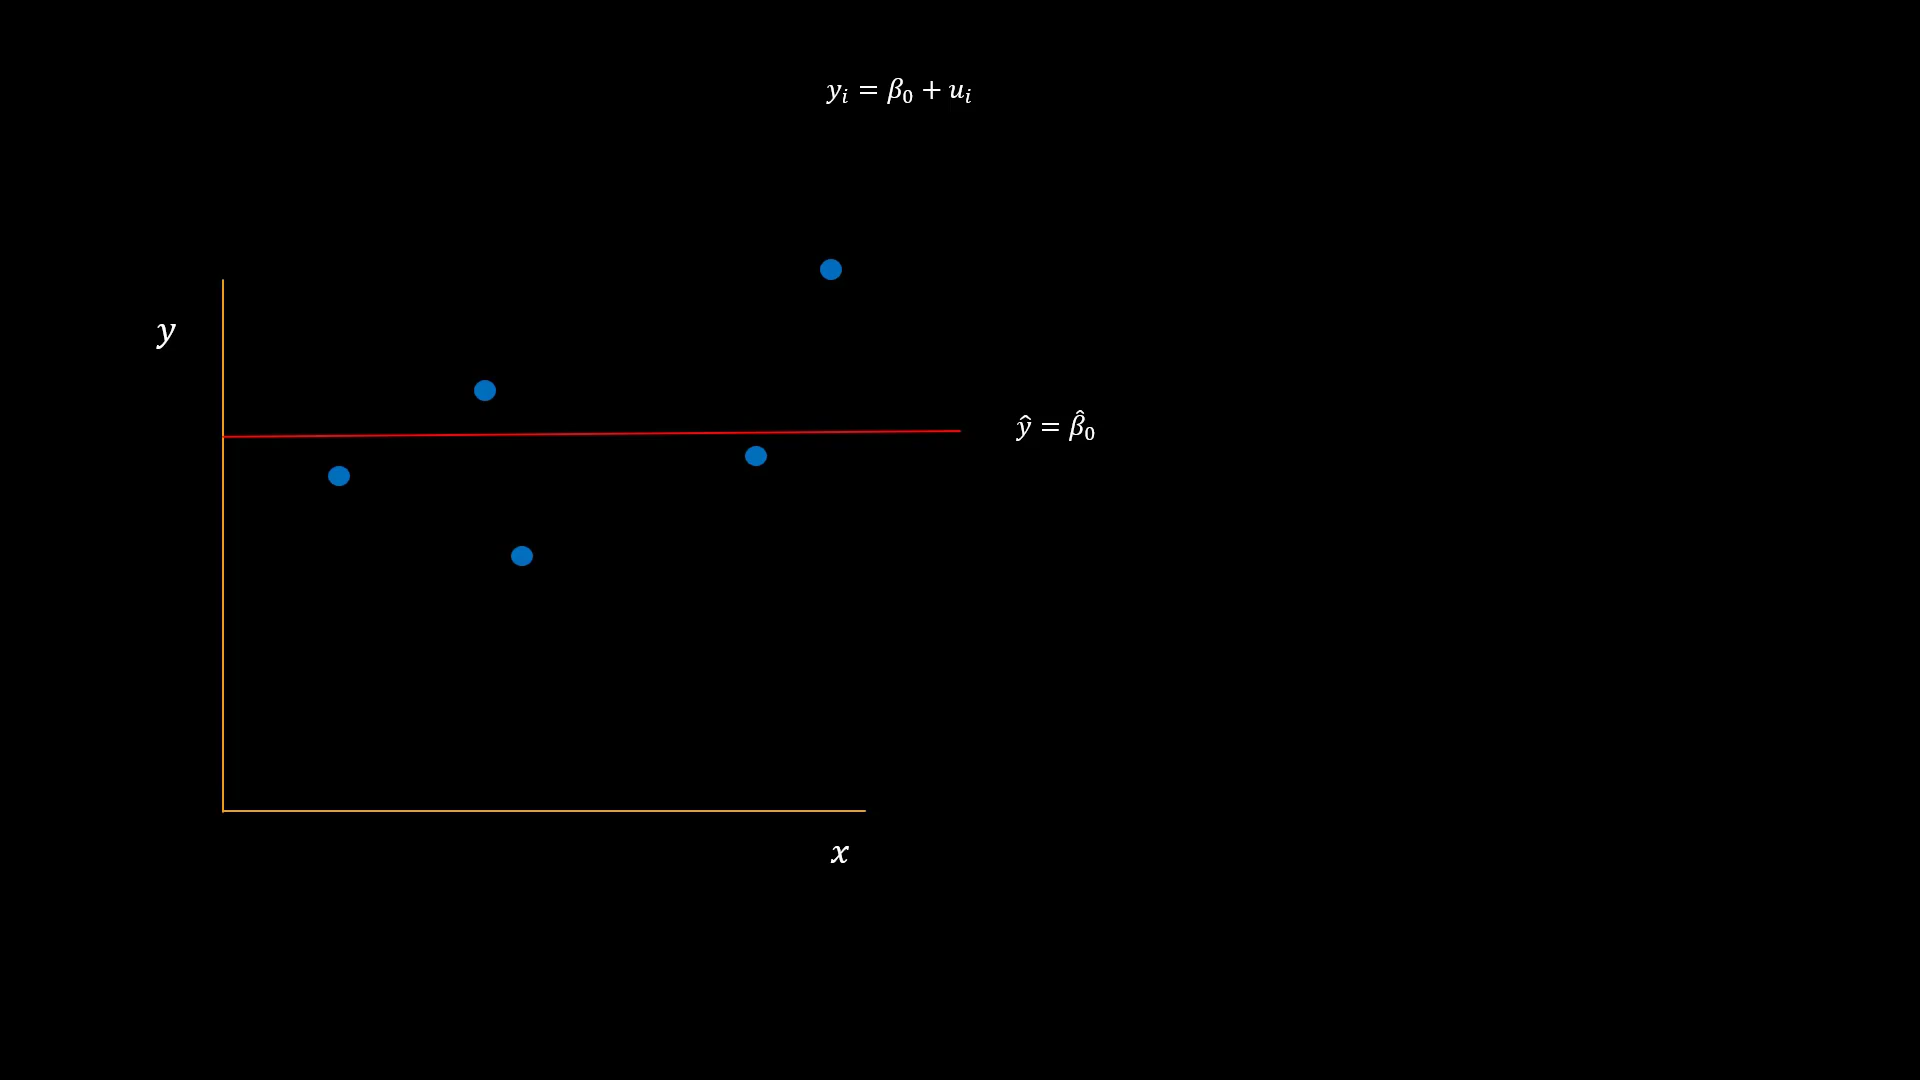 𝑦ᵢ = 𝛽₀ + 𝑢ᵢ
𝑦
𝑦̂ = 𝛽̂₀
𝑥